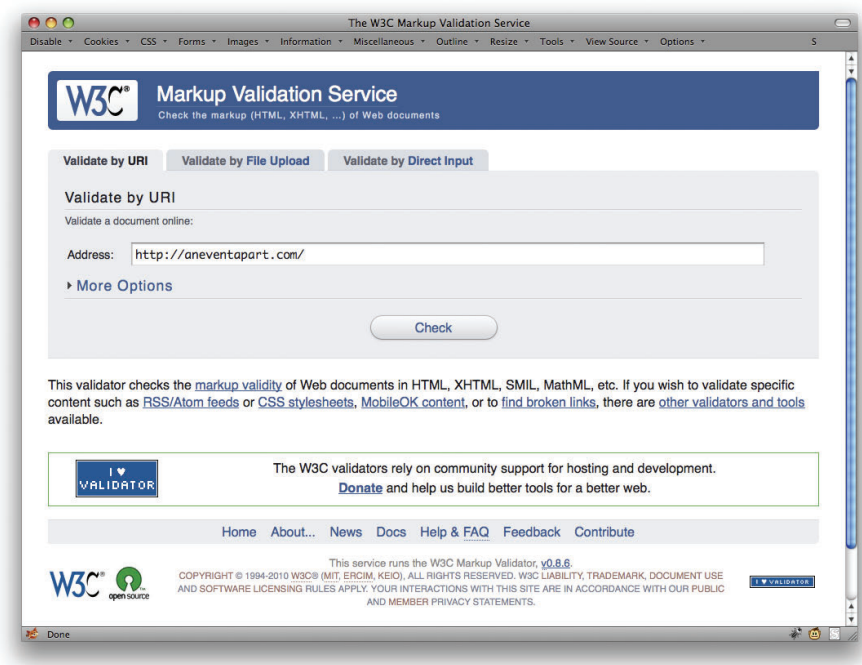 The W3C Markup Validation Service
Disable Cookies CSS Forms Images Information Miscellaneous Outline Resize Tools View Source Options S
W3C® Markup Validation Service
Check the markup (HTML, XHTML, ...) of Web documents
Validate by URI Validate by File Upload Validate by Direct Input
Validate by URI
Validate a document online:
Address: http://aneventapart.com/
More Options
Check
This validator checks the markup validity of Web documents in HTML, XHTML, SMIL, MathML, etc. If you wish to validate specific
content such as RSS/Atom feeds or CSS stylesheets, MobileOK content, or to find broken links, there are other validators and tools
available.
I ♥
VALIDATOR
The W3C validators rely on community support for hosting and development.
Donate and help us build better tools for a better web.
Home About... News Docs Help & FAQ Feedback Contribute
W3C® open source
This service runs the W3C Markup Validator, v0.8.6.
COPYRIGHT © 1994-2010 W3C® (MIT, ERCIM, KEIO), ALL RIGHTS RESERVED. W3C LIABILITY, TRADEMARK, DOCUMENT USE
AND SOFTWARE LICENSING RULES APPLY. YOUR INTERACTIONS WITH THIS SITE ARE IN ACCORDANCE WITH OUR PUBLIC
AND MEMBER PRIVACY STATEMENTS.
I ♥ VALIDATOR
Done